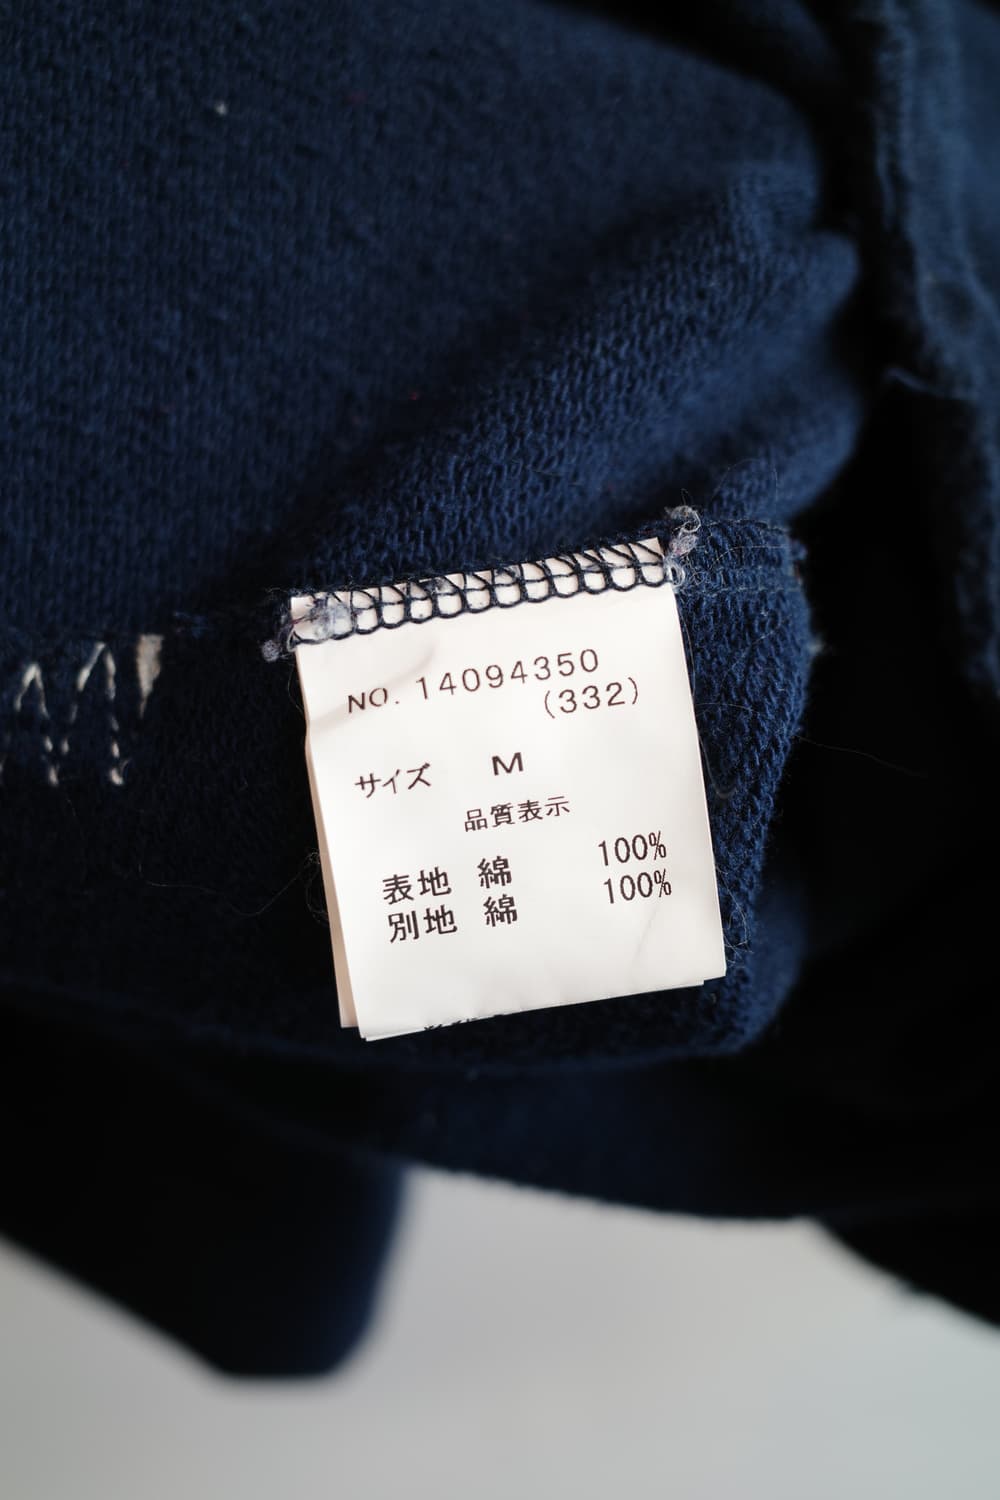 NO. 14094350
(332)
サイズ M
品質表示
表地 綿 100%
別地 綿 100%